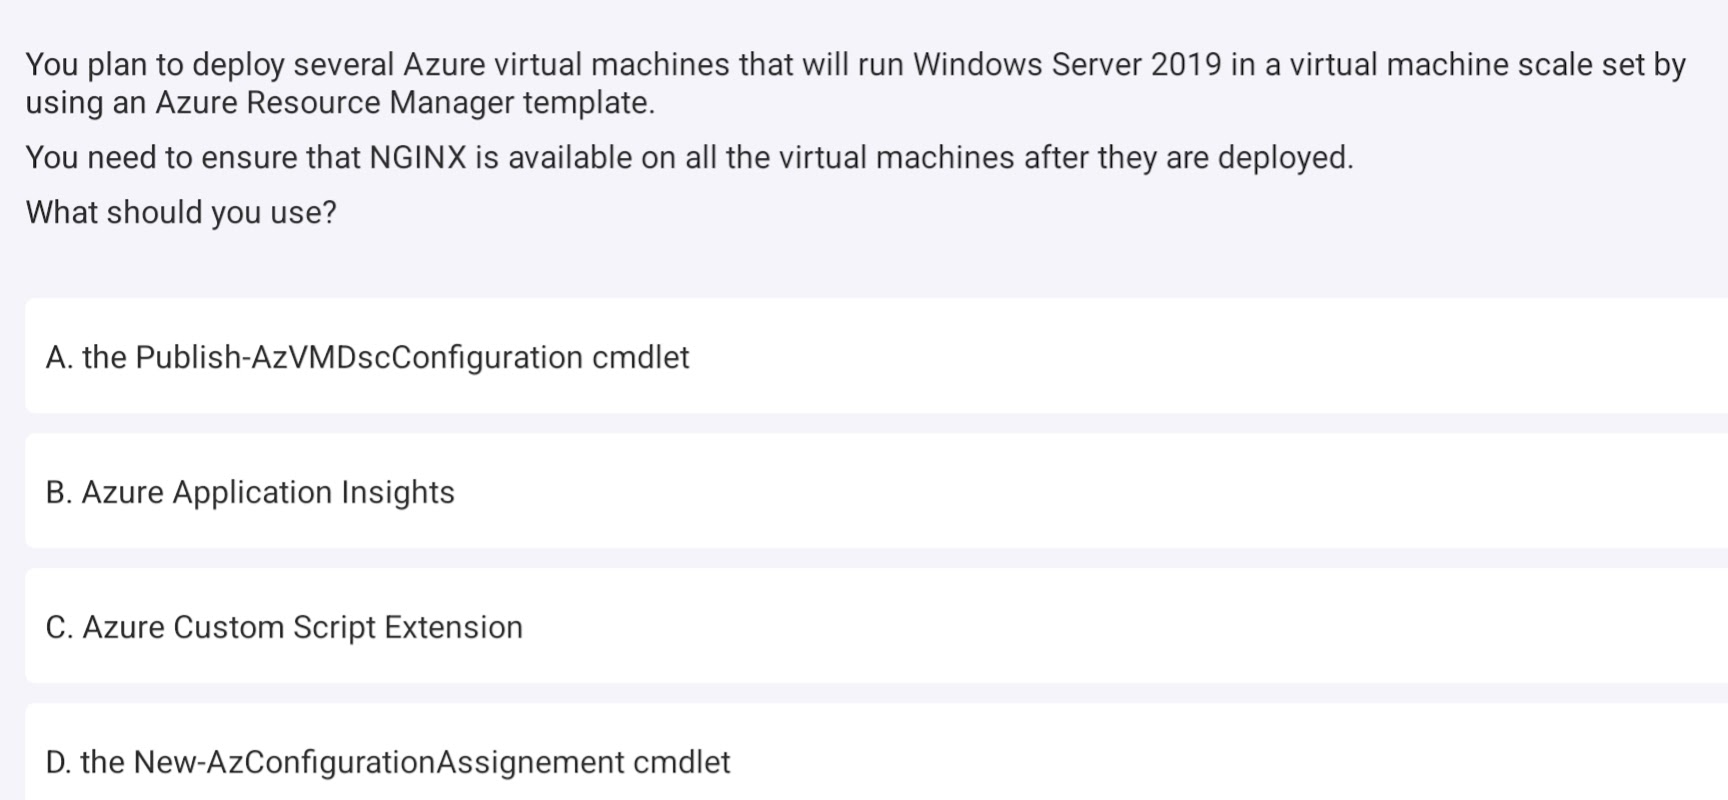 You plan to deploy several Azure virtual machines that will run Windows Server 2019 in a virtual machine scale set by
using an Azure Resource Manager template.
You need to ensure that NGINX is available on all the virtual machines after they are deployed.
What should you use?
A. the Publish-AzVMDscConfiguration cmdlet
B. Azure Application Insights
C. Azure Custom Script Extension
D. the New-AzConfigurationAssignement cmdlet